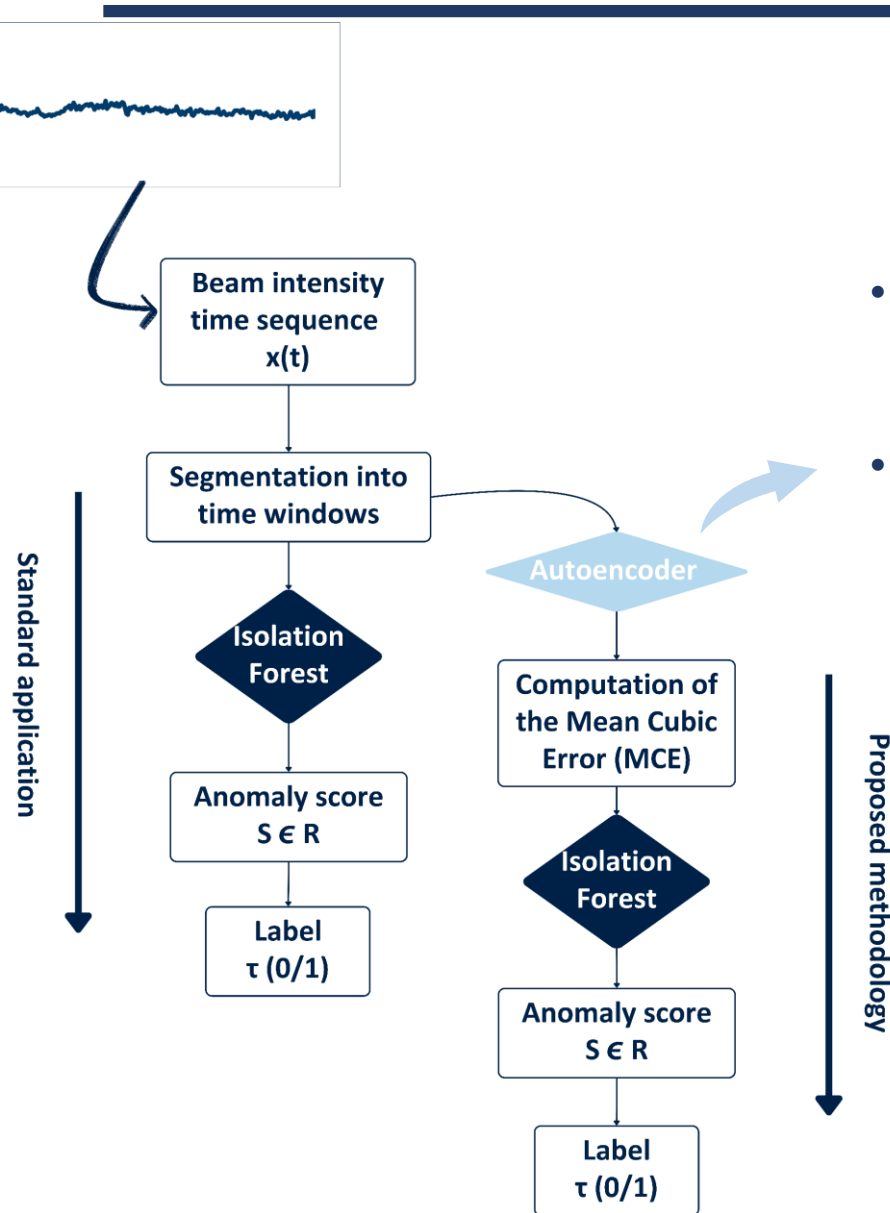 Beam intensity
time sequence
x(t)
Segmentation into
time windows
Standard application
Isolation
Forest
Anomaly score
S ϵ R
Label
τ (0/1)
Autoencoder
Computation of
the Mean Cubic
Error (MCE)
Proposed methodology
Isolation
Forest
Anomaly score
S ϵ R
Label
τ (0/1)